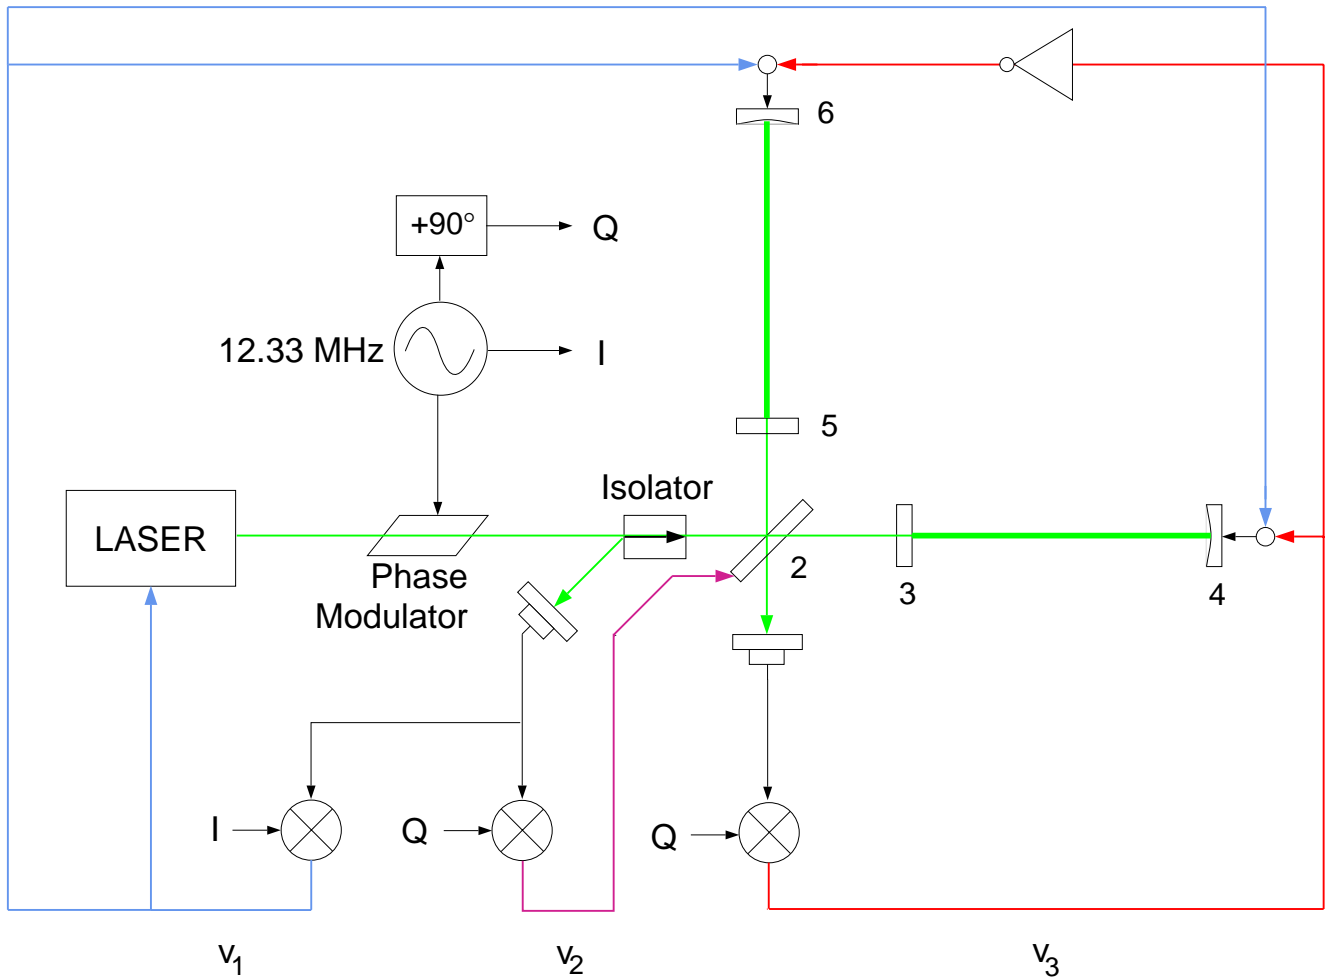 6
+90°
Q
12.33 MHz
I
5
Isolator
LASER
2
Phase
Modulator
3
4
I
Q
Q
v1
v2
v3